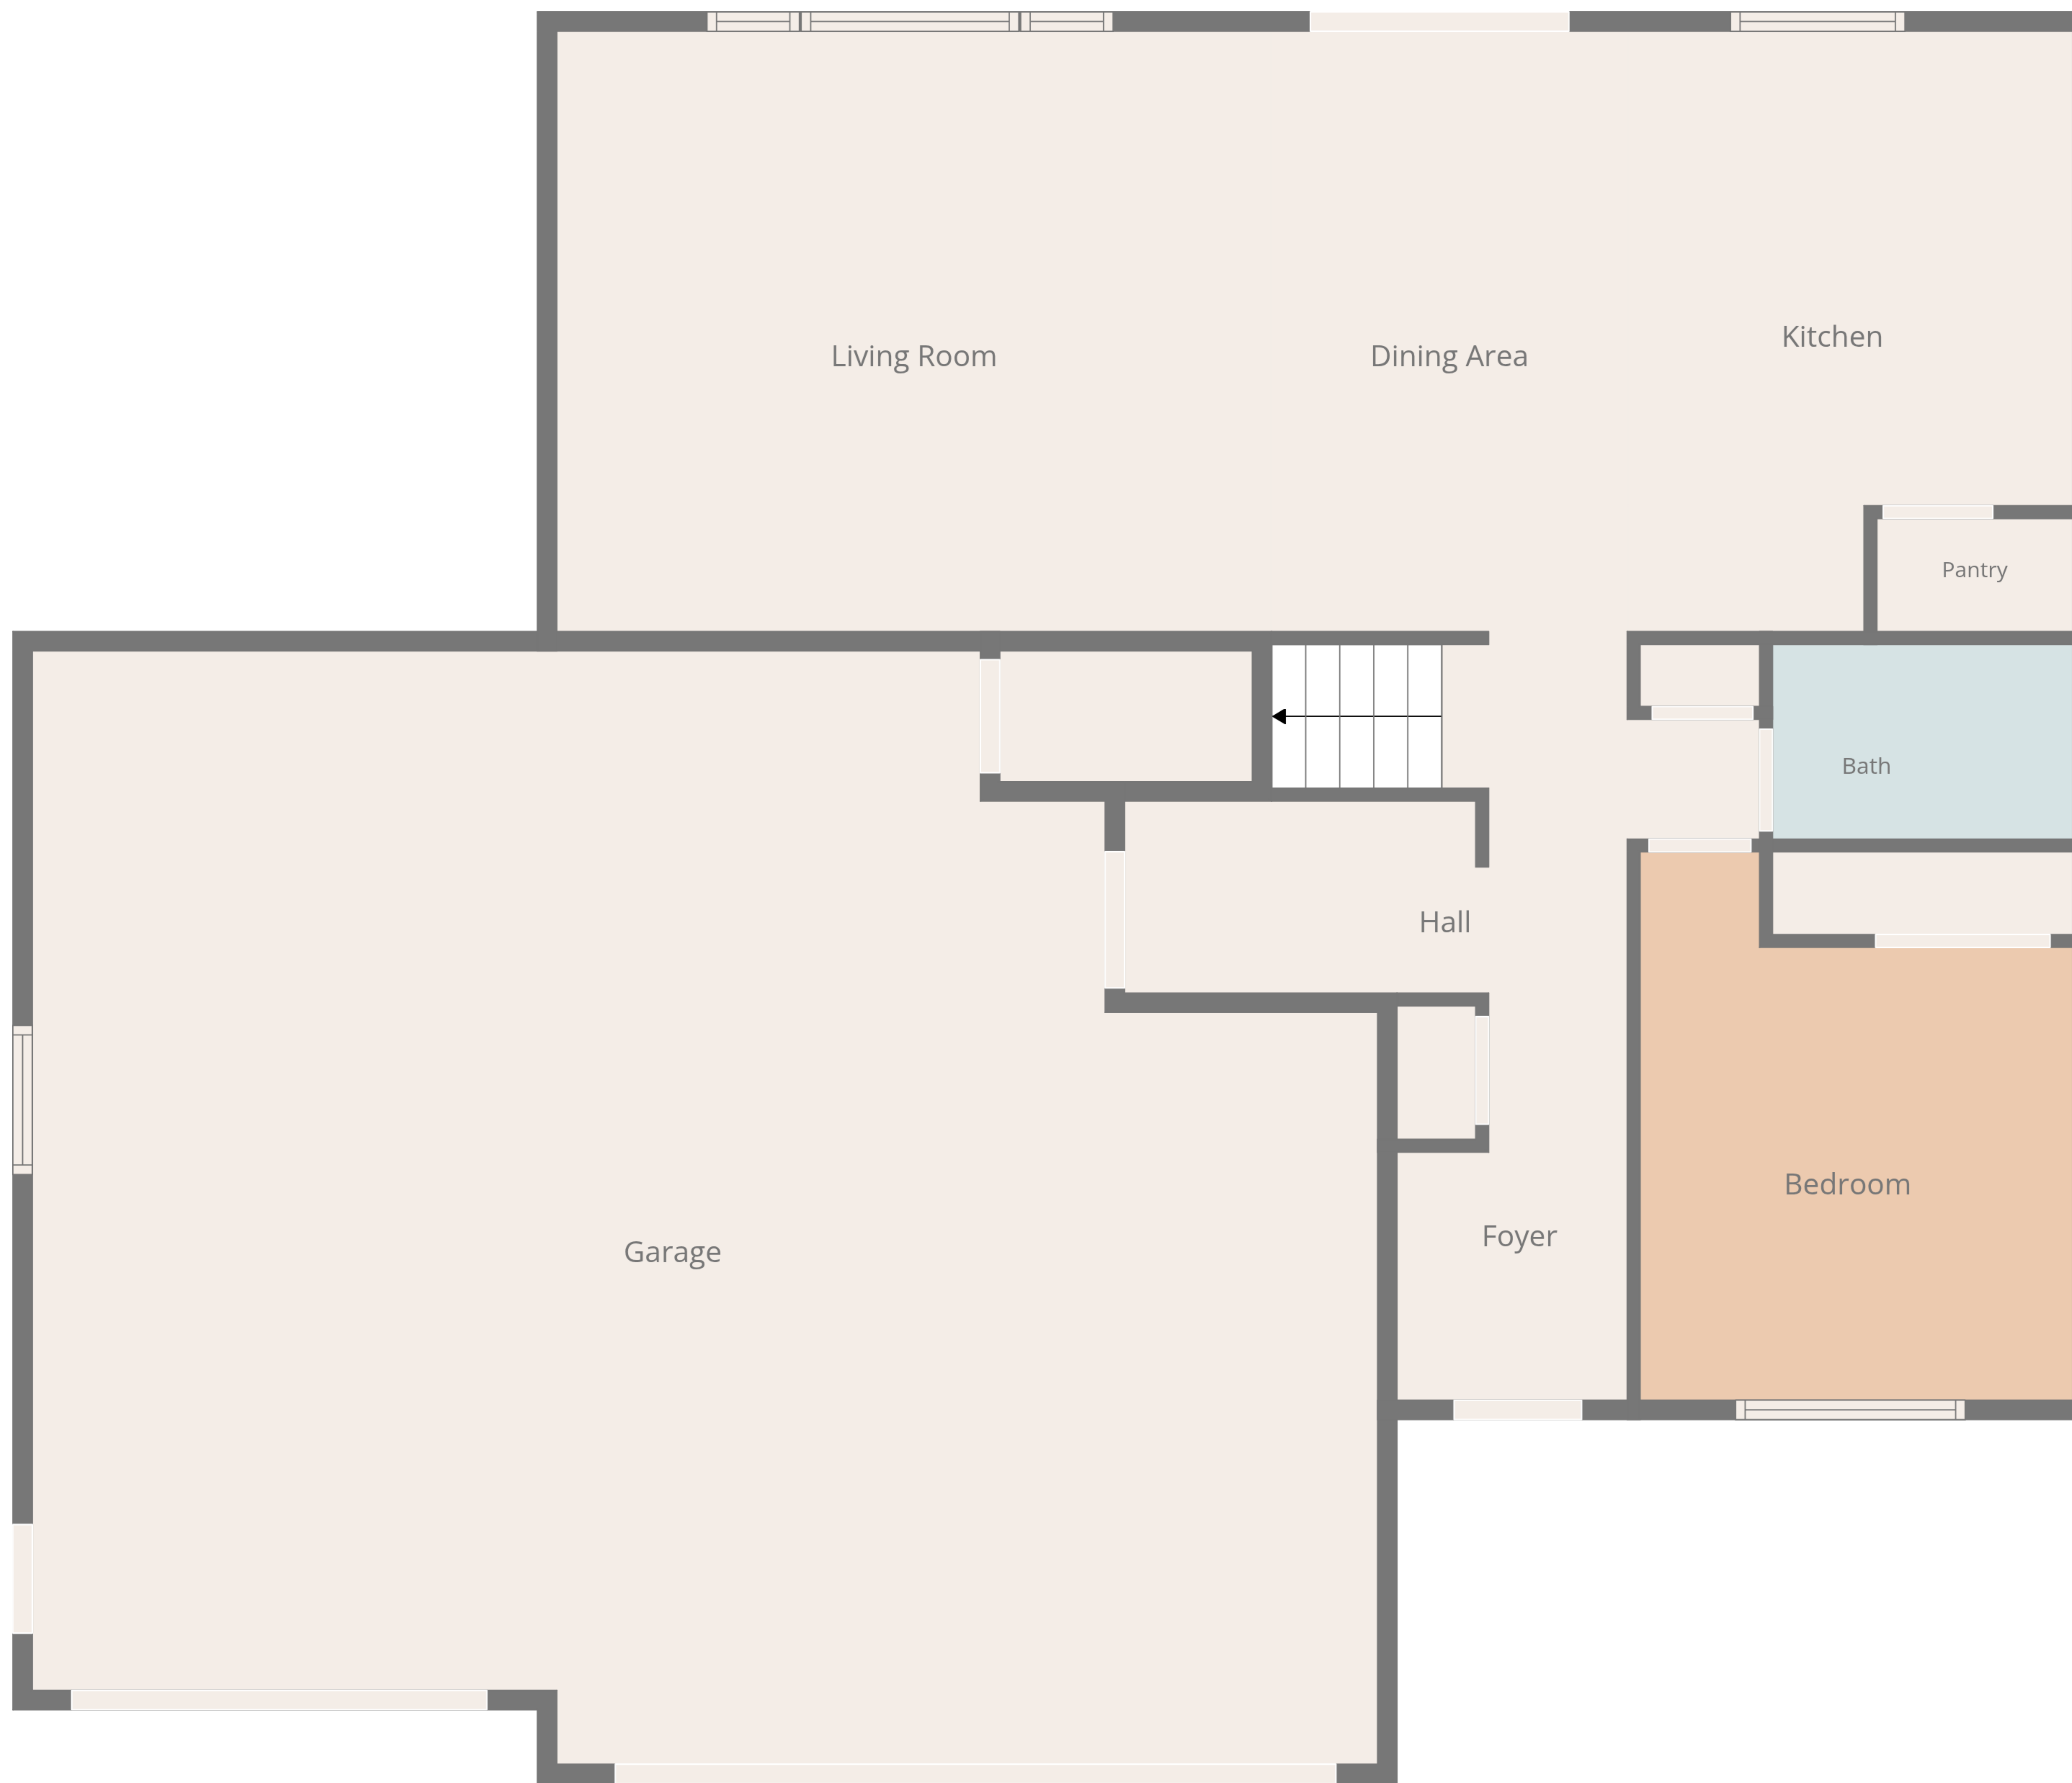 Kitchen
Living Room
Dining Area
Pantry
Bath
Hall
Bedroom
Foyer
Garage